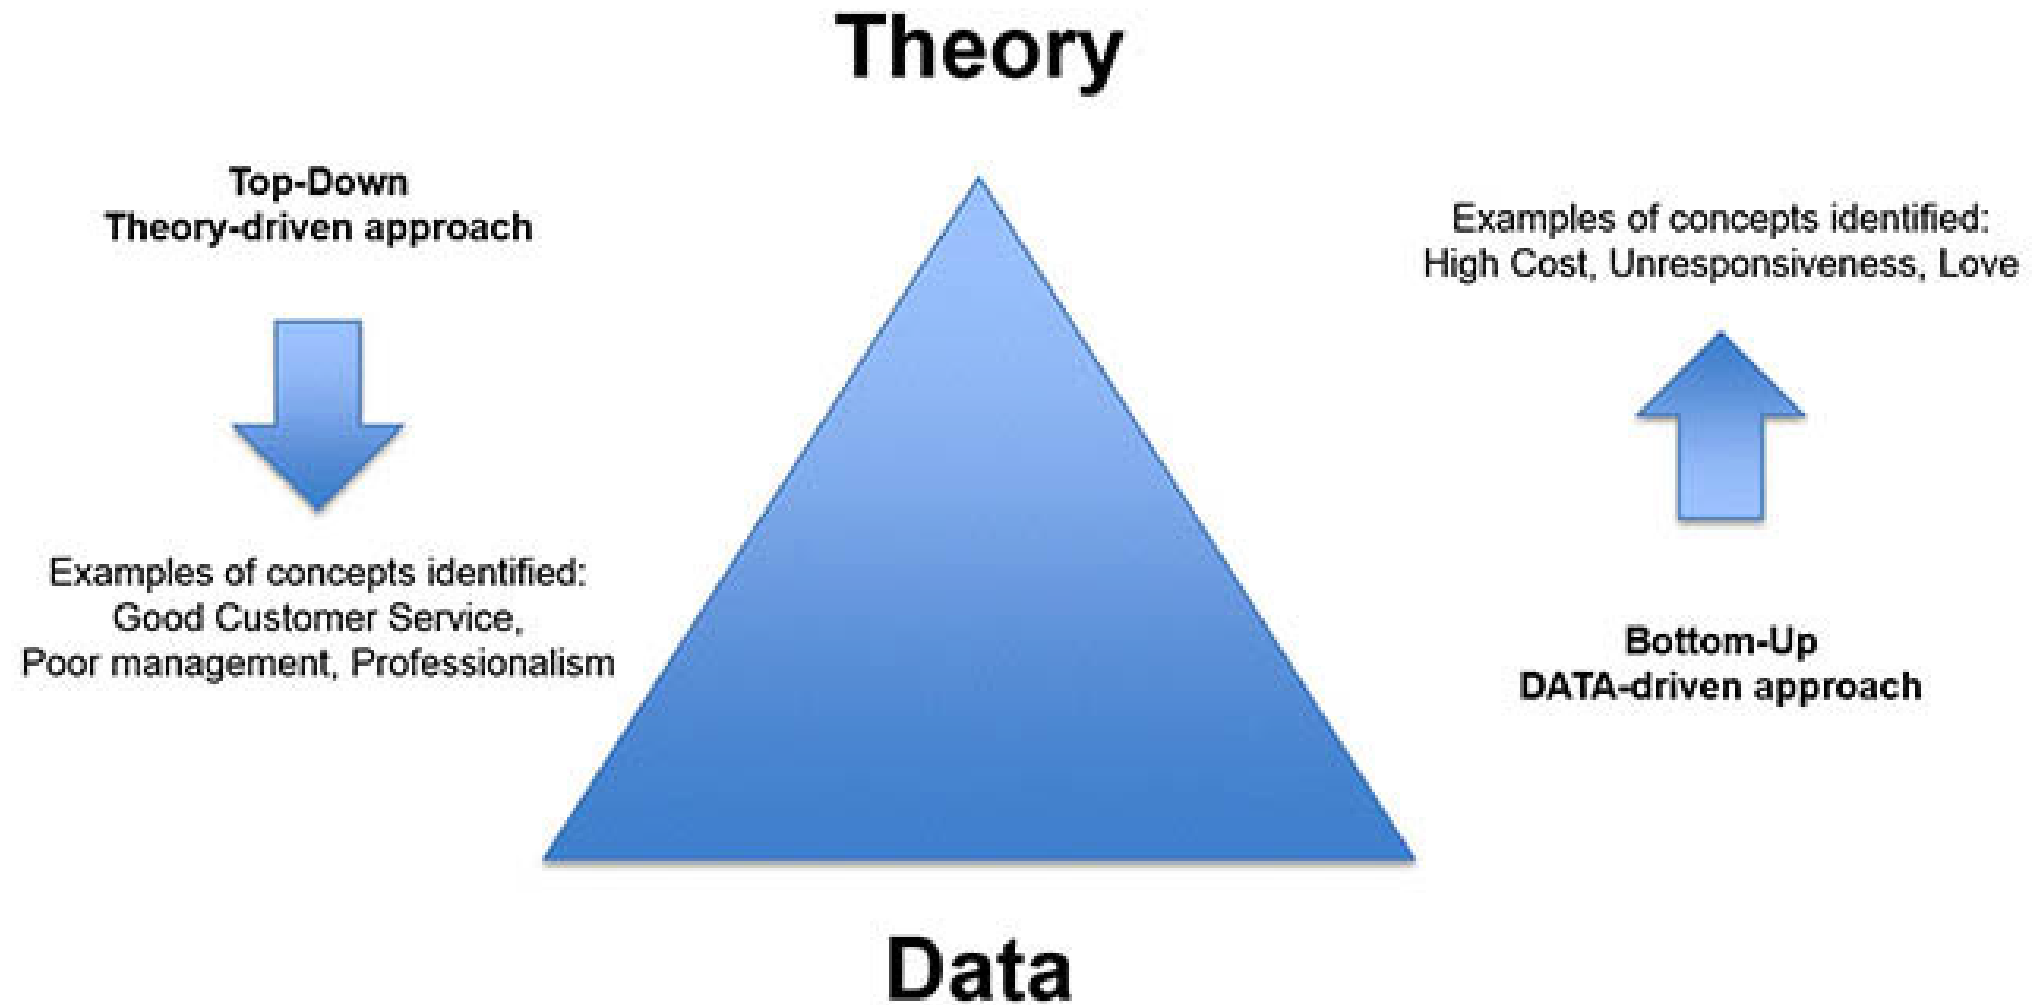 Theory
Top-Down
Theory-driven approach
Examples of concepts identified:
Good Customer Service,
Poor management, Professionalism
Examples of concepts identified:
High Cost, Unresponsiveness, Love
Bottom-Up
DATA-driven approach
Data